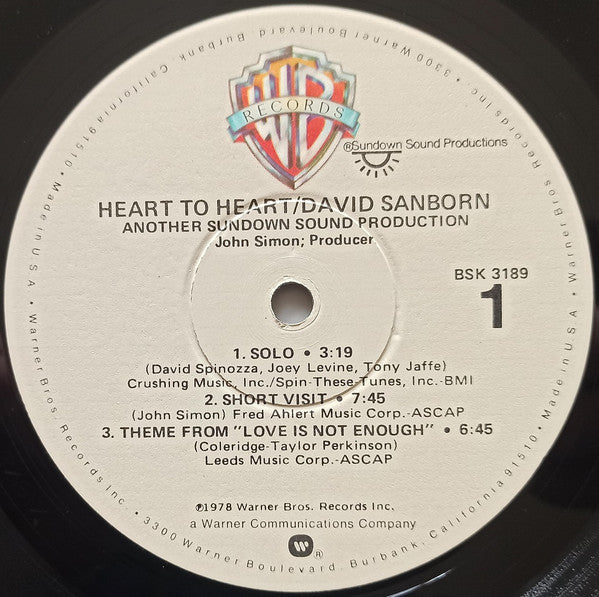 WB
RECORDS
®Sundown Sound Productions
HEART TO HEART/DAVID SANBORN
ANOTHER SUNDOWN SOUND PRODUCTION
John Simon; Producer
BSK 3189
1
1. SOLO • 3:19
(David Spinozza, Joey Levine, Tony Jaffe)
Crushing Music, Inc./Spin-These-Tunes, Inc.-BMI
2. SHORT VISIT • 7:45
(John Simon) Fred Ahlert Music Corp.-ASCAP
3. THEME FROM "LOVE IS NOT ENOUGH" • 6:45
(Coleridge-Taylor Perkinson)
Leeds Music Corp.-ASCAP
℗1978 Warner Bros. Records Inc.
a Warner Communications Company
W ®
• 3300 Warner Boulevard, Burbank, California 91510 • Made in U.S.A. • Warner Bros. Records Inc. • 3300 Warner Boulevard, Burbank, California 91510 • Made in U.S.A. • Warner Bros. Records Inc.